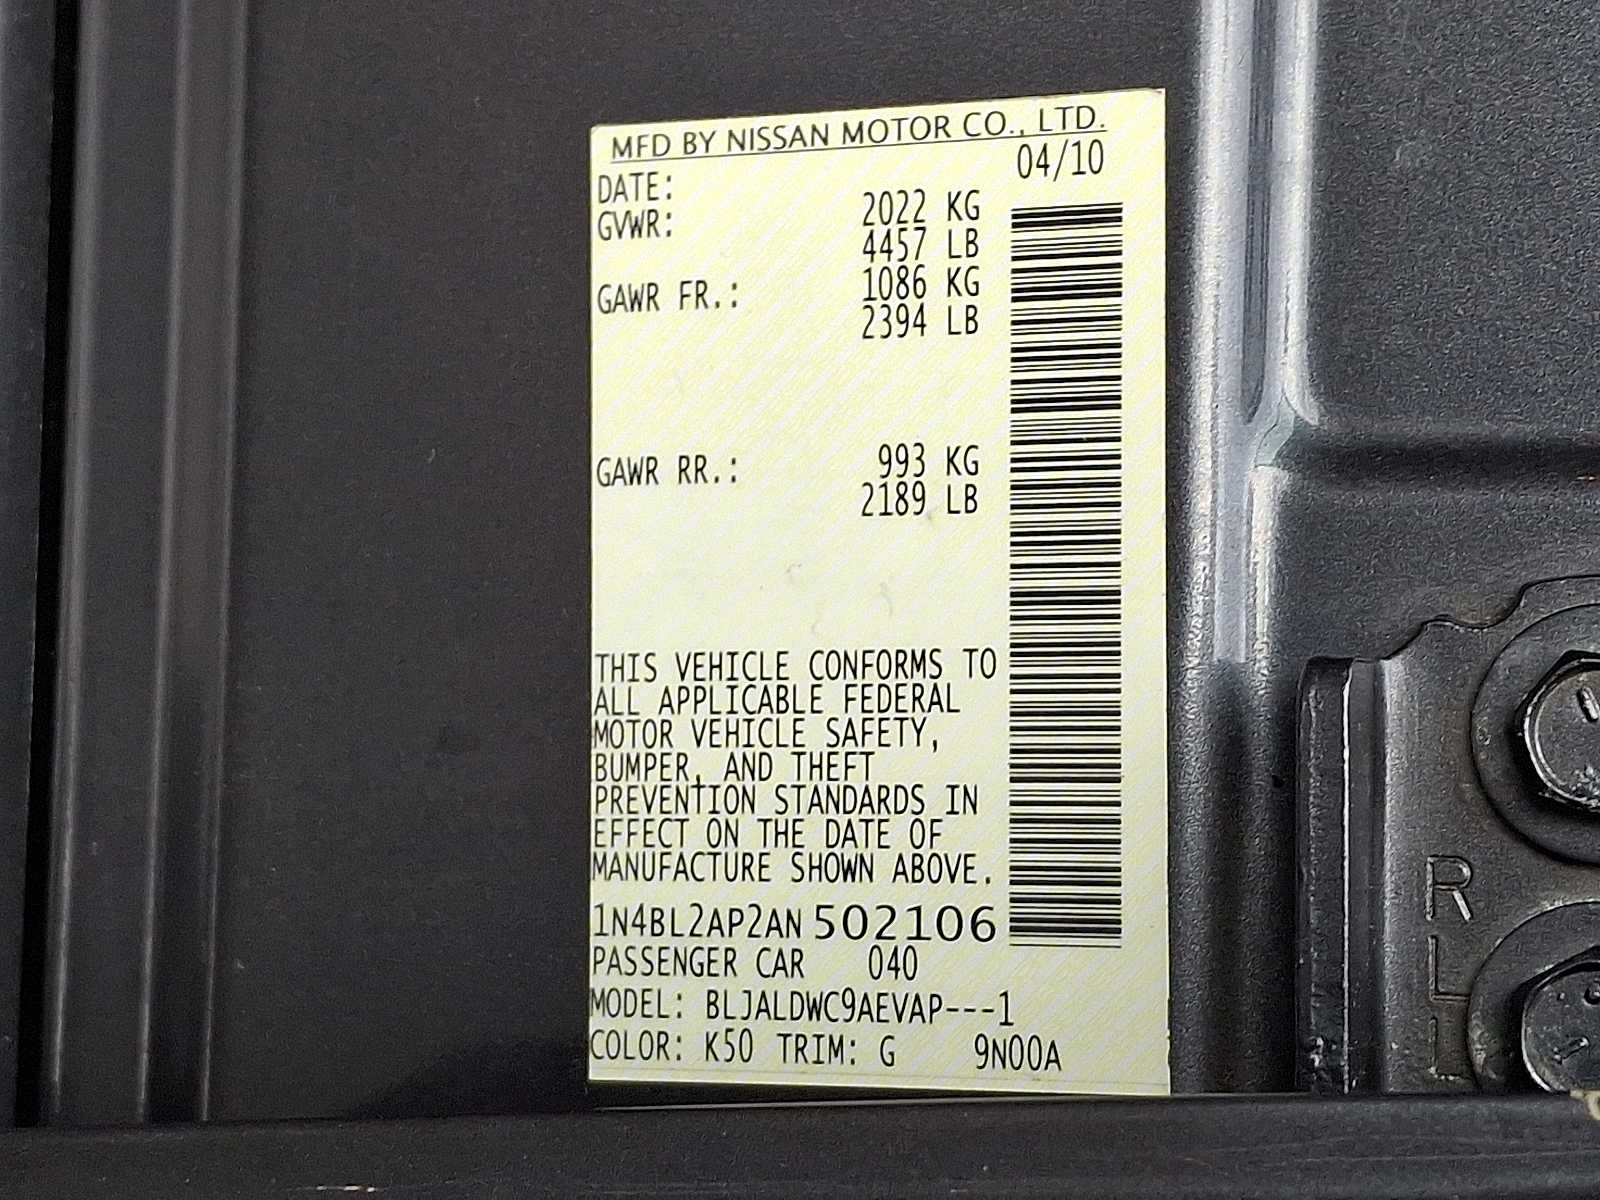 MFD BY NISSAN MOTOR CO., LTD.
DATE: 04/10
GVWR: 2022 KG
4457 LB
GAWR FR.: 1086 KG
2394 LB
GAWR RR.: 993 KG
2189 LB
THIS VEHICLE CONFORMS TO
ALL APPLICABLE FEDERAL
MOTOR VEHICLE SAFETY,
BUMPER, AND THEFT
PREVENTION STANDARDS IN
EFFECT ON THE DATE OF
MANUFACTURE SHOWN ABOVE.
1N4BL2AP2AN502106
PASSENGER CAR 040
MODEL: BLJALDWC9AEVAP---1
COLOR: K50 TRIM: G 9N00A
R
L